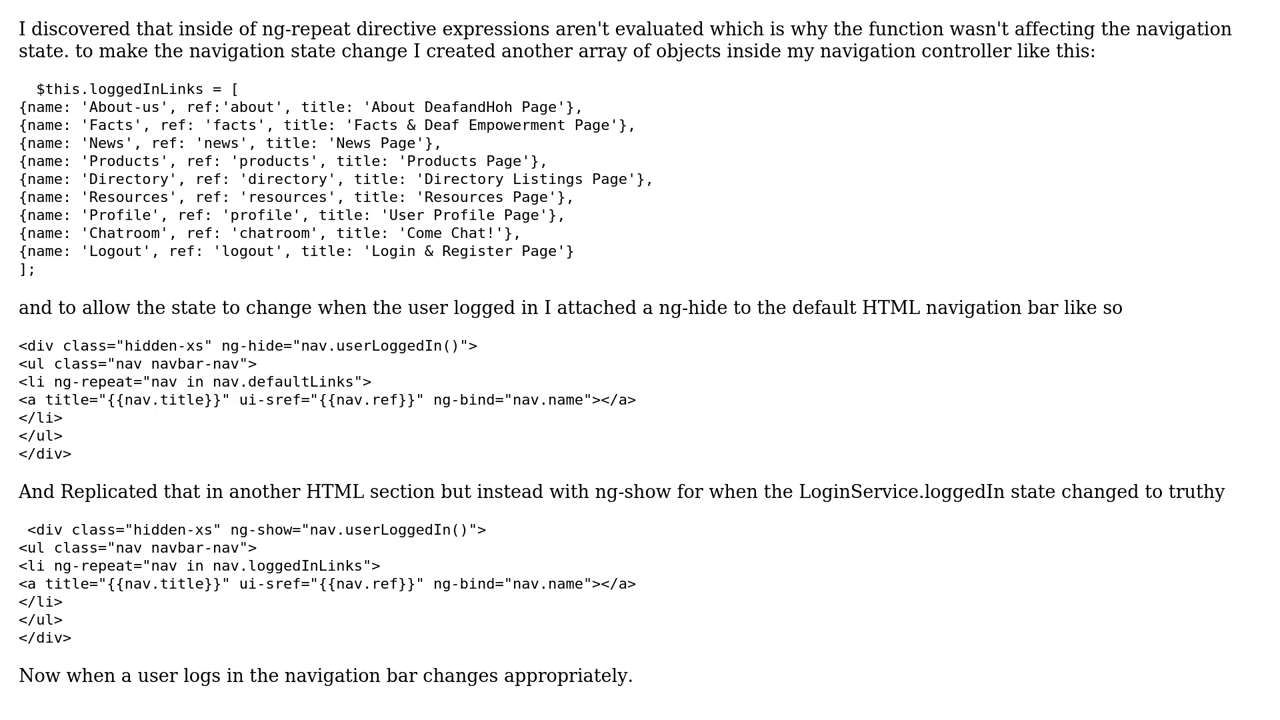 I discovered that inside of ng-repeat directive expressions aren't evaluated which is why the function wasn't affecting the navigation
state. to make the navigation state change I created another array of objects inside my navigation controller like this:
$this.loggedInLinks = [
{name: 'About-us', ref:'about', title: 'About DeafandHoh Page'},
{name: 'Facts', ref: 'facts', title: 'Facts & Deaf Empowerment Page'},
{name: 'News', ref: 'news', title: 'News Page'},
{name: 'Products', ref: 'products', title: 'Products Page'},
{name: 'Directory', ref: 'directory', title: 'Directory Listings Page'},
{name: 'Resources', ref: 'resources', title: 'Resources Page'},
{name: 'Profile', ref: 'profile', title: 'User Profile Page'},
{name: 'Chatroom', ref: 'chatroom', title: 'Come Chat!'},
{name: 'Logout', ref: 'logout', title: 'Login & Register Page'}
];
and to allow the state to change when the user logged in I attached a ng-hide to the default HTML navigation bar like so
<div class="hidden-xs" ng-hide="nav.userLoggedIn()">
<ul class="nav navbar-nav">
<li ng-repeat="nav in nav.defaultLinks">
<a title="{{nav.title}}" ui-sref="{{nav.ref}}" ng-bind="nav.name"></a>
</li>
</ul>
</div>
And Replicated that in another HTML section but instead with ng-show for when the LoginService.loggedIn state changed to truthy
<div class="hidden-xs" ng-show="nav.userLoggedIn()">
<ul class="nav navbar-nav">
<li ng-repeat="nav in nav.loggedInLinks">
<a title="{{nav.title}}" ui-sref="{{nav.ref}}" ng-bind="nav.name"></a>
</li>
</ul>
</div>
Now when a user logs in the navigation bar changes appropriately.